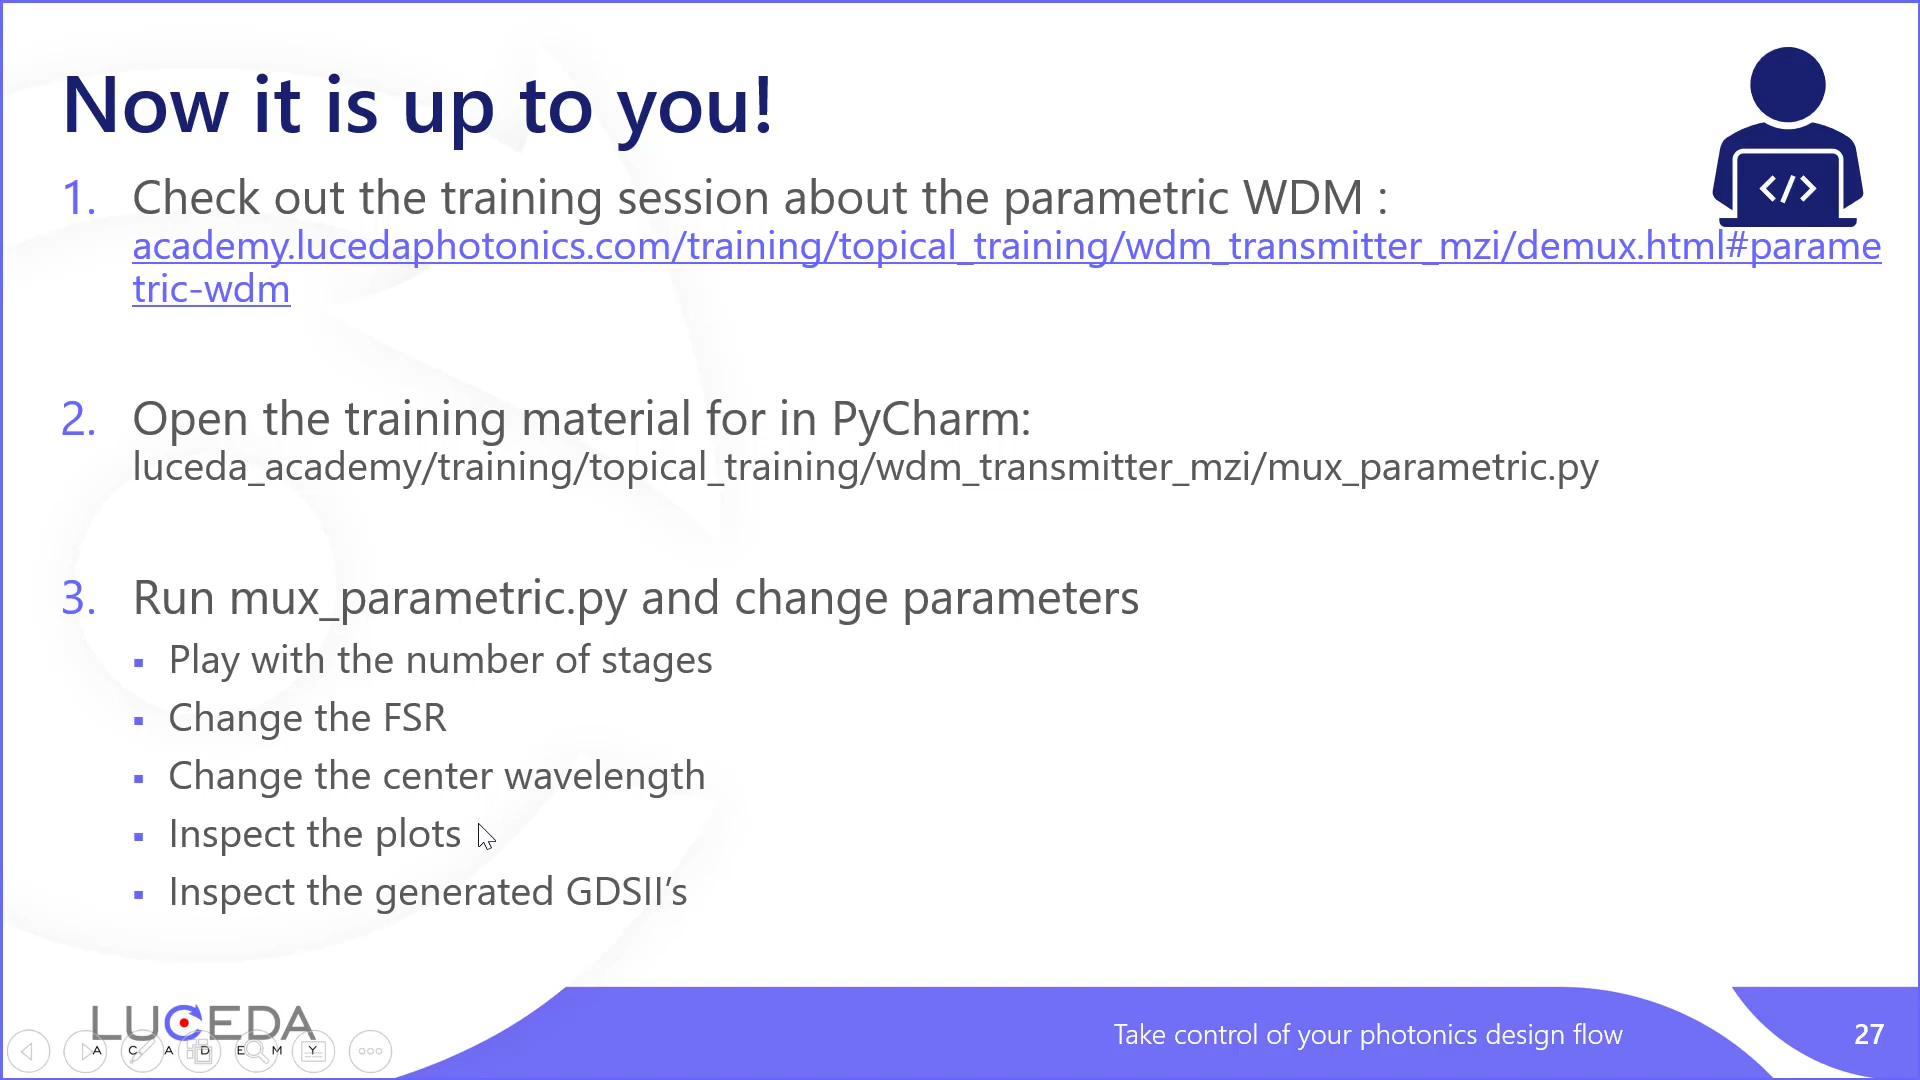 Now it is up to you!
1. Check out the training session about the parametric WDM :
academy.lucedaphotonics.com/training/topical_training/wdm_transmitter_mzi/demux.html#parame
tric-wdm
2. Open the training material for in PyCharm:
luceda_academy/training/topical_training/wdm_transmitter_mzi/mux_parametric.py
3. Run mux_parametric.py and change parameters
▪ Play with the number of stages
▪ Change the FSR
▪ Change the center wavelength
▪ Inspect the plots
▪ Inspect the generated GDSII’s
</>
LUCEDA
ACADEMY
Take control of your photonics design flow
27